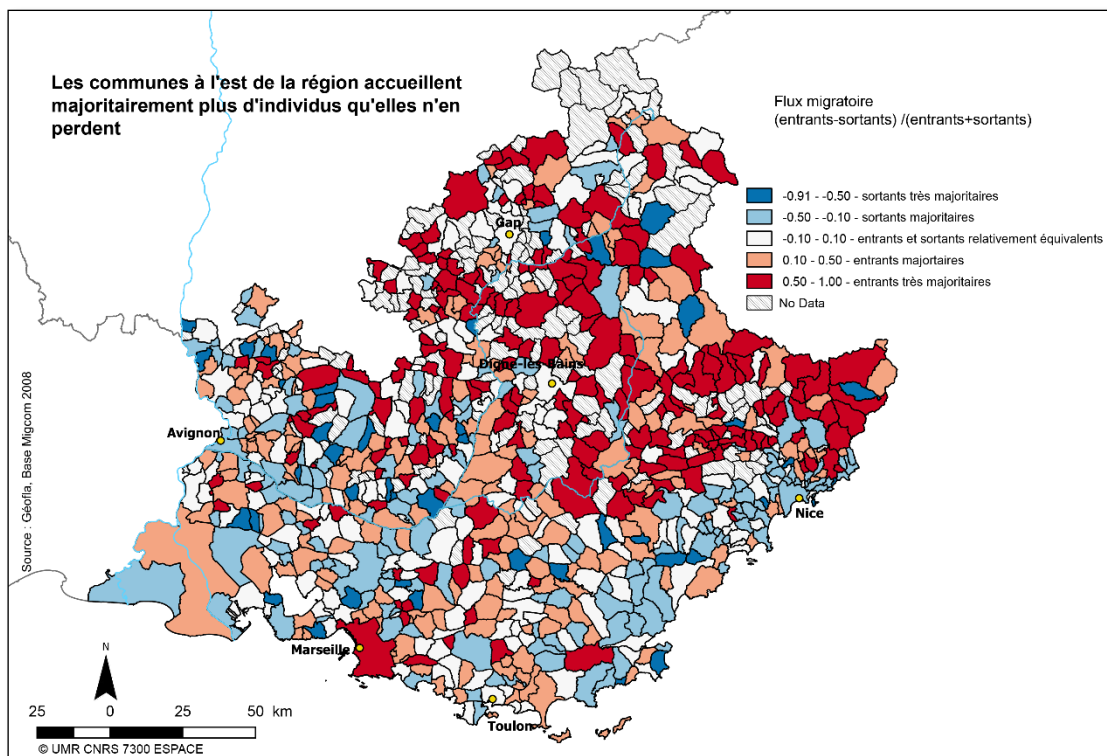 Les communes à l'est de la région accueillent
majoritairement plus d'individus qu'elles n'en
perdent
Flux migratoire
(entrants-sortants) /(entrants+sortants)
-0.91 - -0.50 - sortants très majoritaires
-0.50 - -0.10 - sortants majoritaires
-0.10 - 0.10 - entrants et sortants relativement équivalents
0.10 - 0.50 - entrants majortaires
0.50 - 1.00 - entrants très majoritaires
No Data
Gap
Digne-les-Bains
Avignon
Nice
Marseille
Toulon
Source : Géofla, Base Migcom 2008
N
25 0 25 50 km
© UMR CNRS 7300 ESPACE